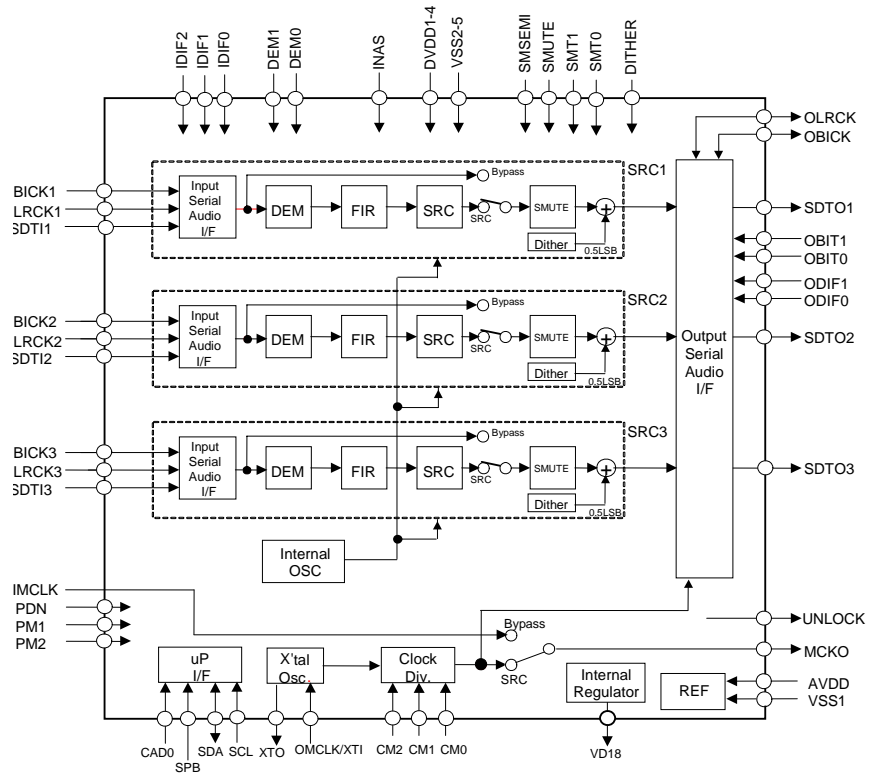 IDIF2
IDIF1
IDIF0
DEM1
DEM0
INAS
DVDD1-4
VSS2-5
SMSEMI
SMUTE
SMT1
SMT0
DITHER
OLRCK
OBICK
BICK1
LRCK1
SDTI1
Input
Serial
Audio
I/F
DEM
FIR
SRC
SRC
Bypass
SMUTE
Dither
0.5LSB
SRC1
SDTO1
OBIT1
OBIT0
ODIF1
ODIF0
BICK2
LRCK2
SDTI2
Input
Serial
Audio
I/F
DEM
FIR
SRC
SRC
Bypass
SMUTE
Dither
0.5LSB
SRC2
Output
Serial
Audio
I/F
SDTO2
BICK3
LRCK3
SDTI3
Input
Serial
Audio
I/F
DEM
FIR
SRC
SRC
Bypass
SMUTE
Dither
0.5LSB
SRC3
SDTO3
Internal
OSC
IMCLK
PDN
PM1
PM2
Bypass
SRC
UNLOCK
MCKO
uP
I/F
X'tal
Osc.
Clock
Div.
Internal
Regulator
REF
AVDD
VSS1
CAD0
SPB
SDA
SCL
XTO
OMCLK/XTI
CM2
CM1
CM0
VD18